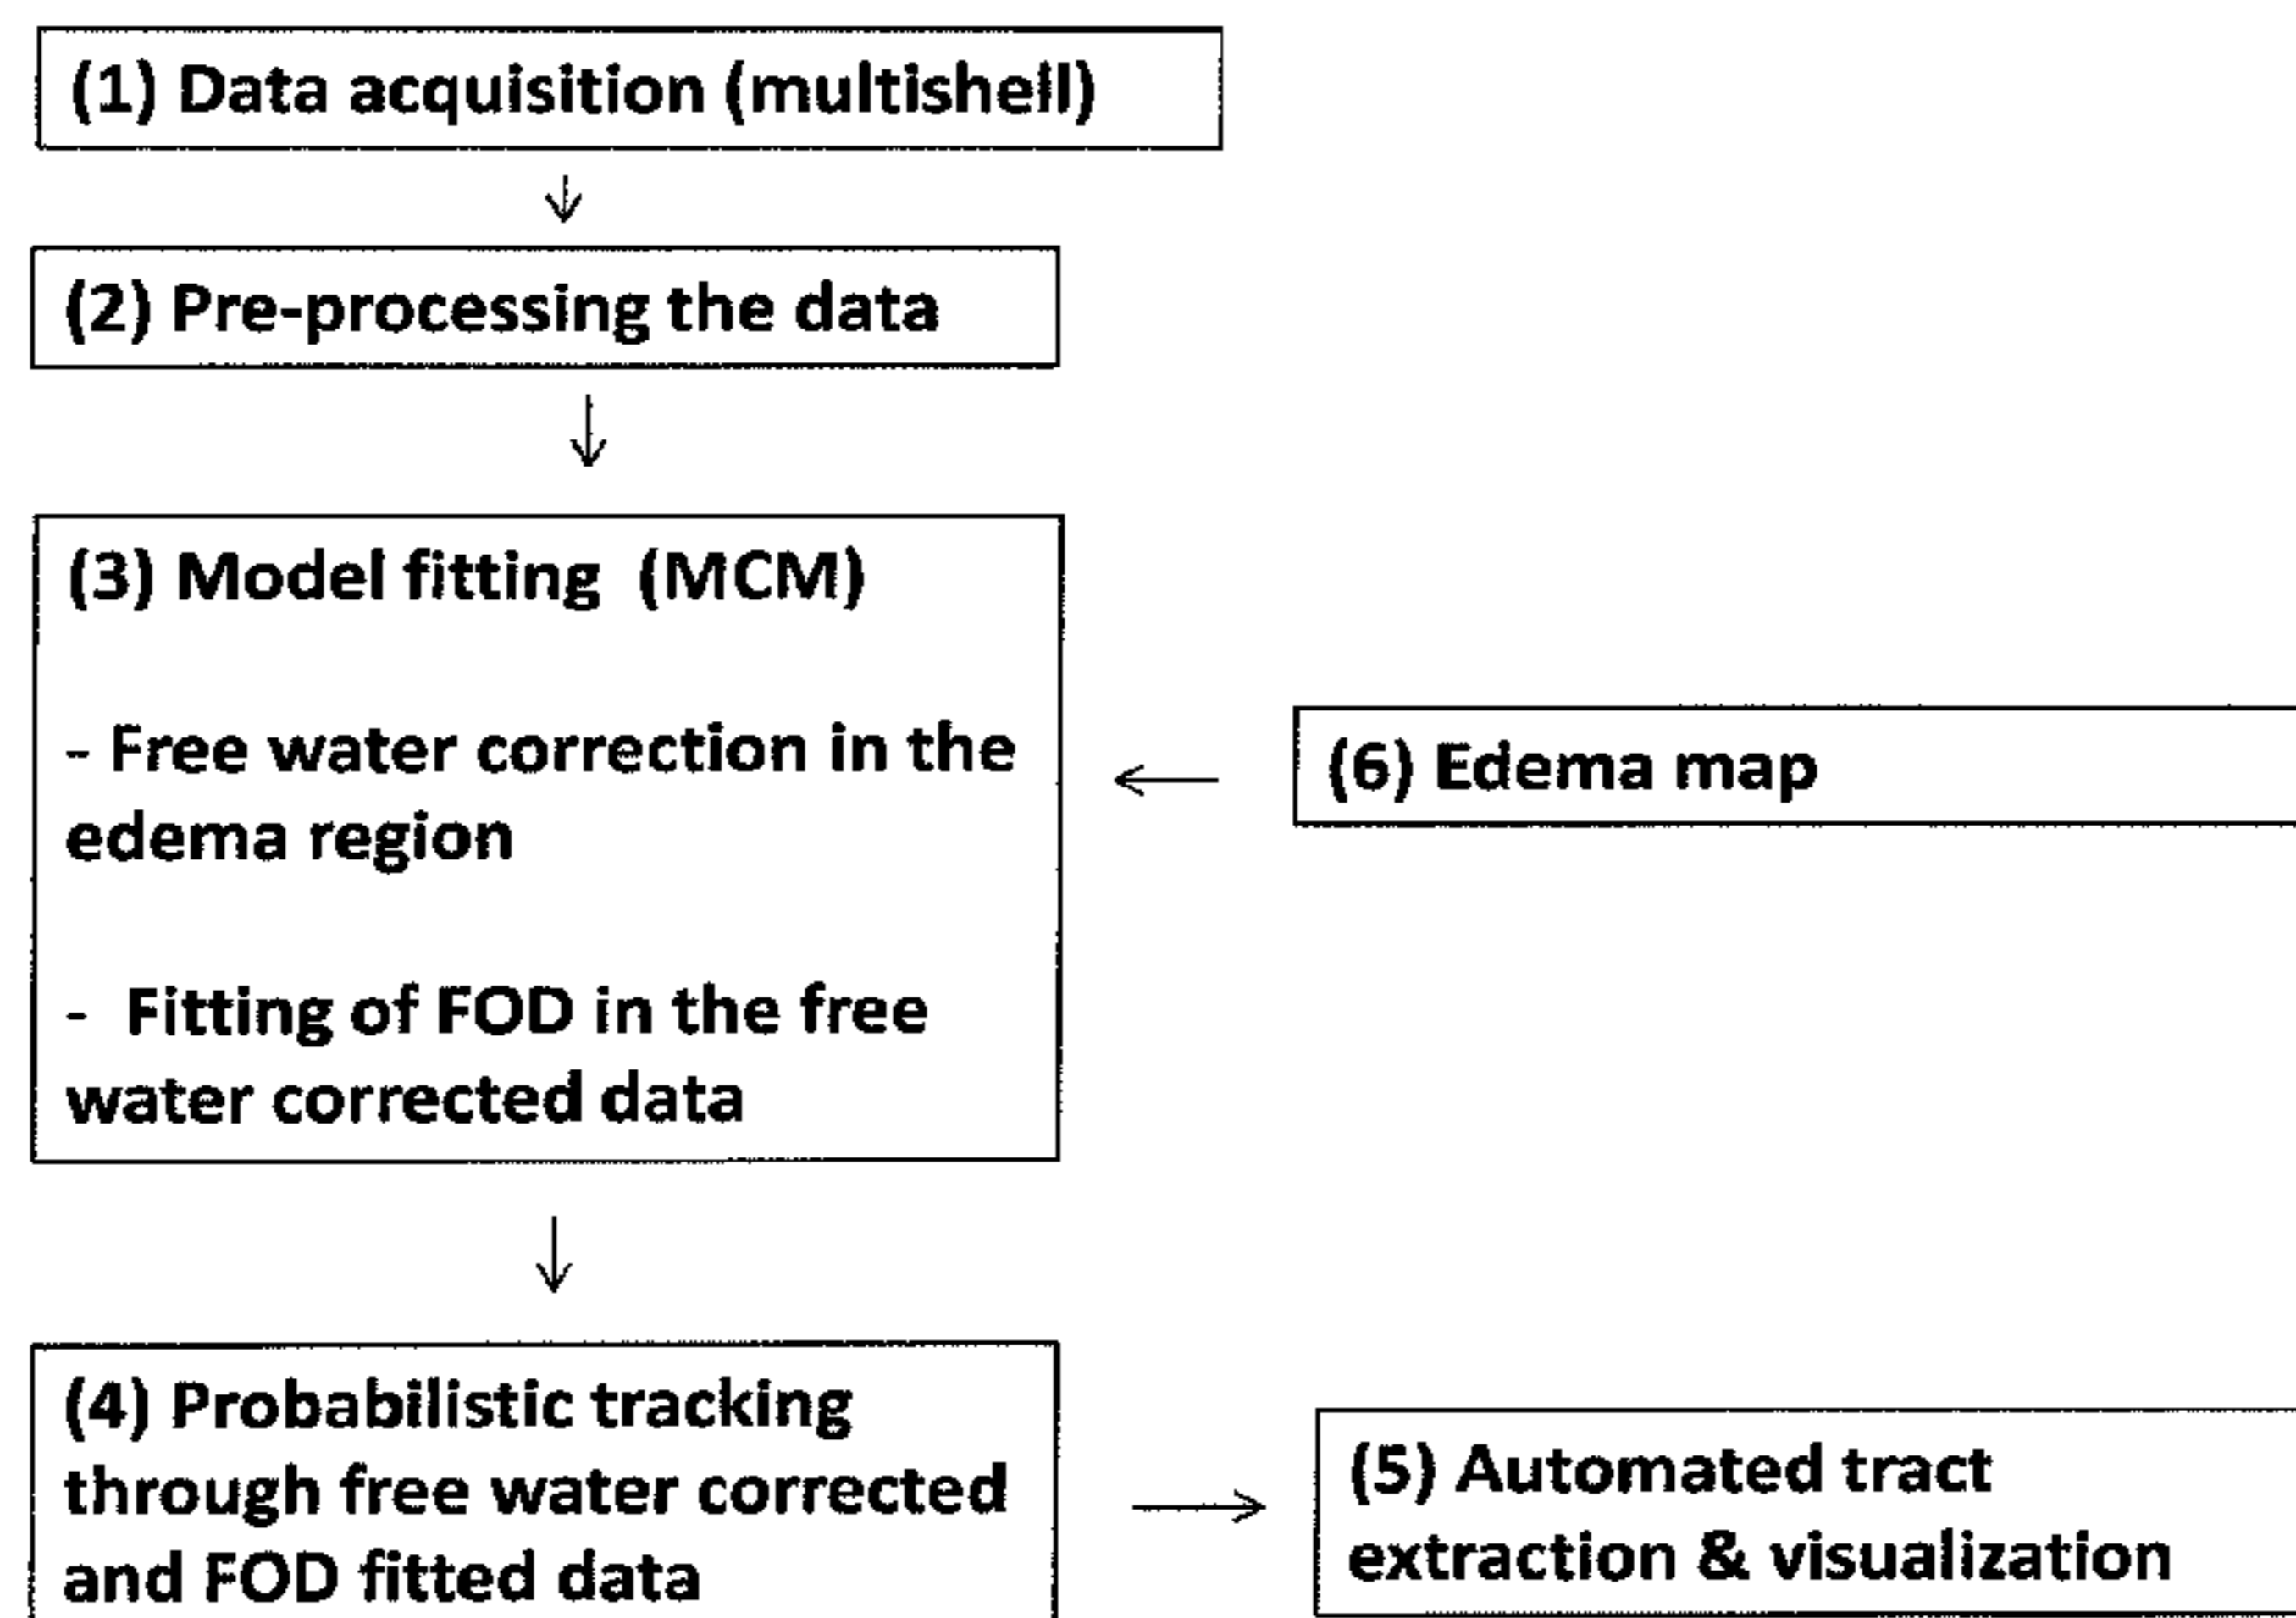 (1) Data acquisition (multishell)
(2) Pre-processing the data
(3) Model fitting (MCM)
- Free water correction in the
edema region
- Fitting of FOD in the free
water corrected data
(6) Edema map
(4) Probabilistic tracking
through free water corrected
and FOD fitted data
(5) Automated tract
extraction & visualization